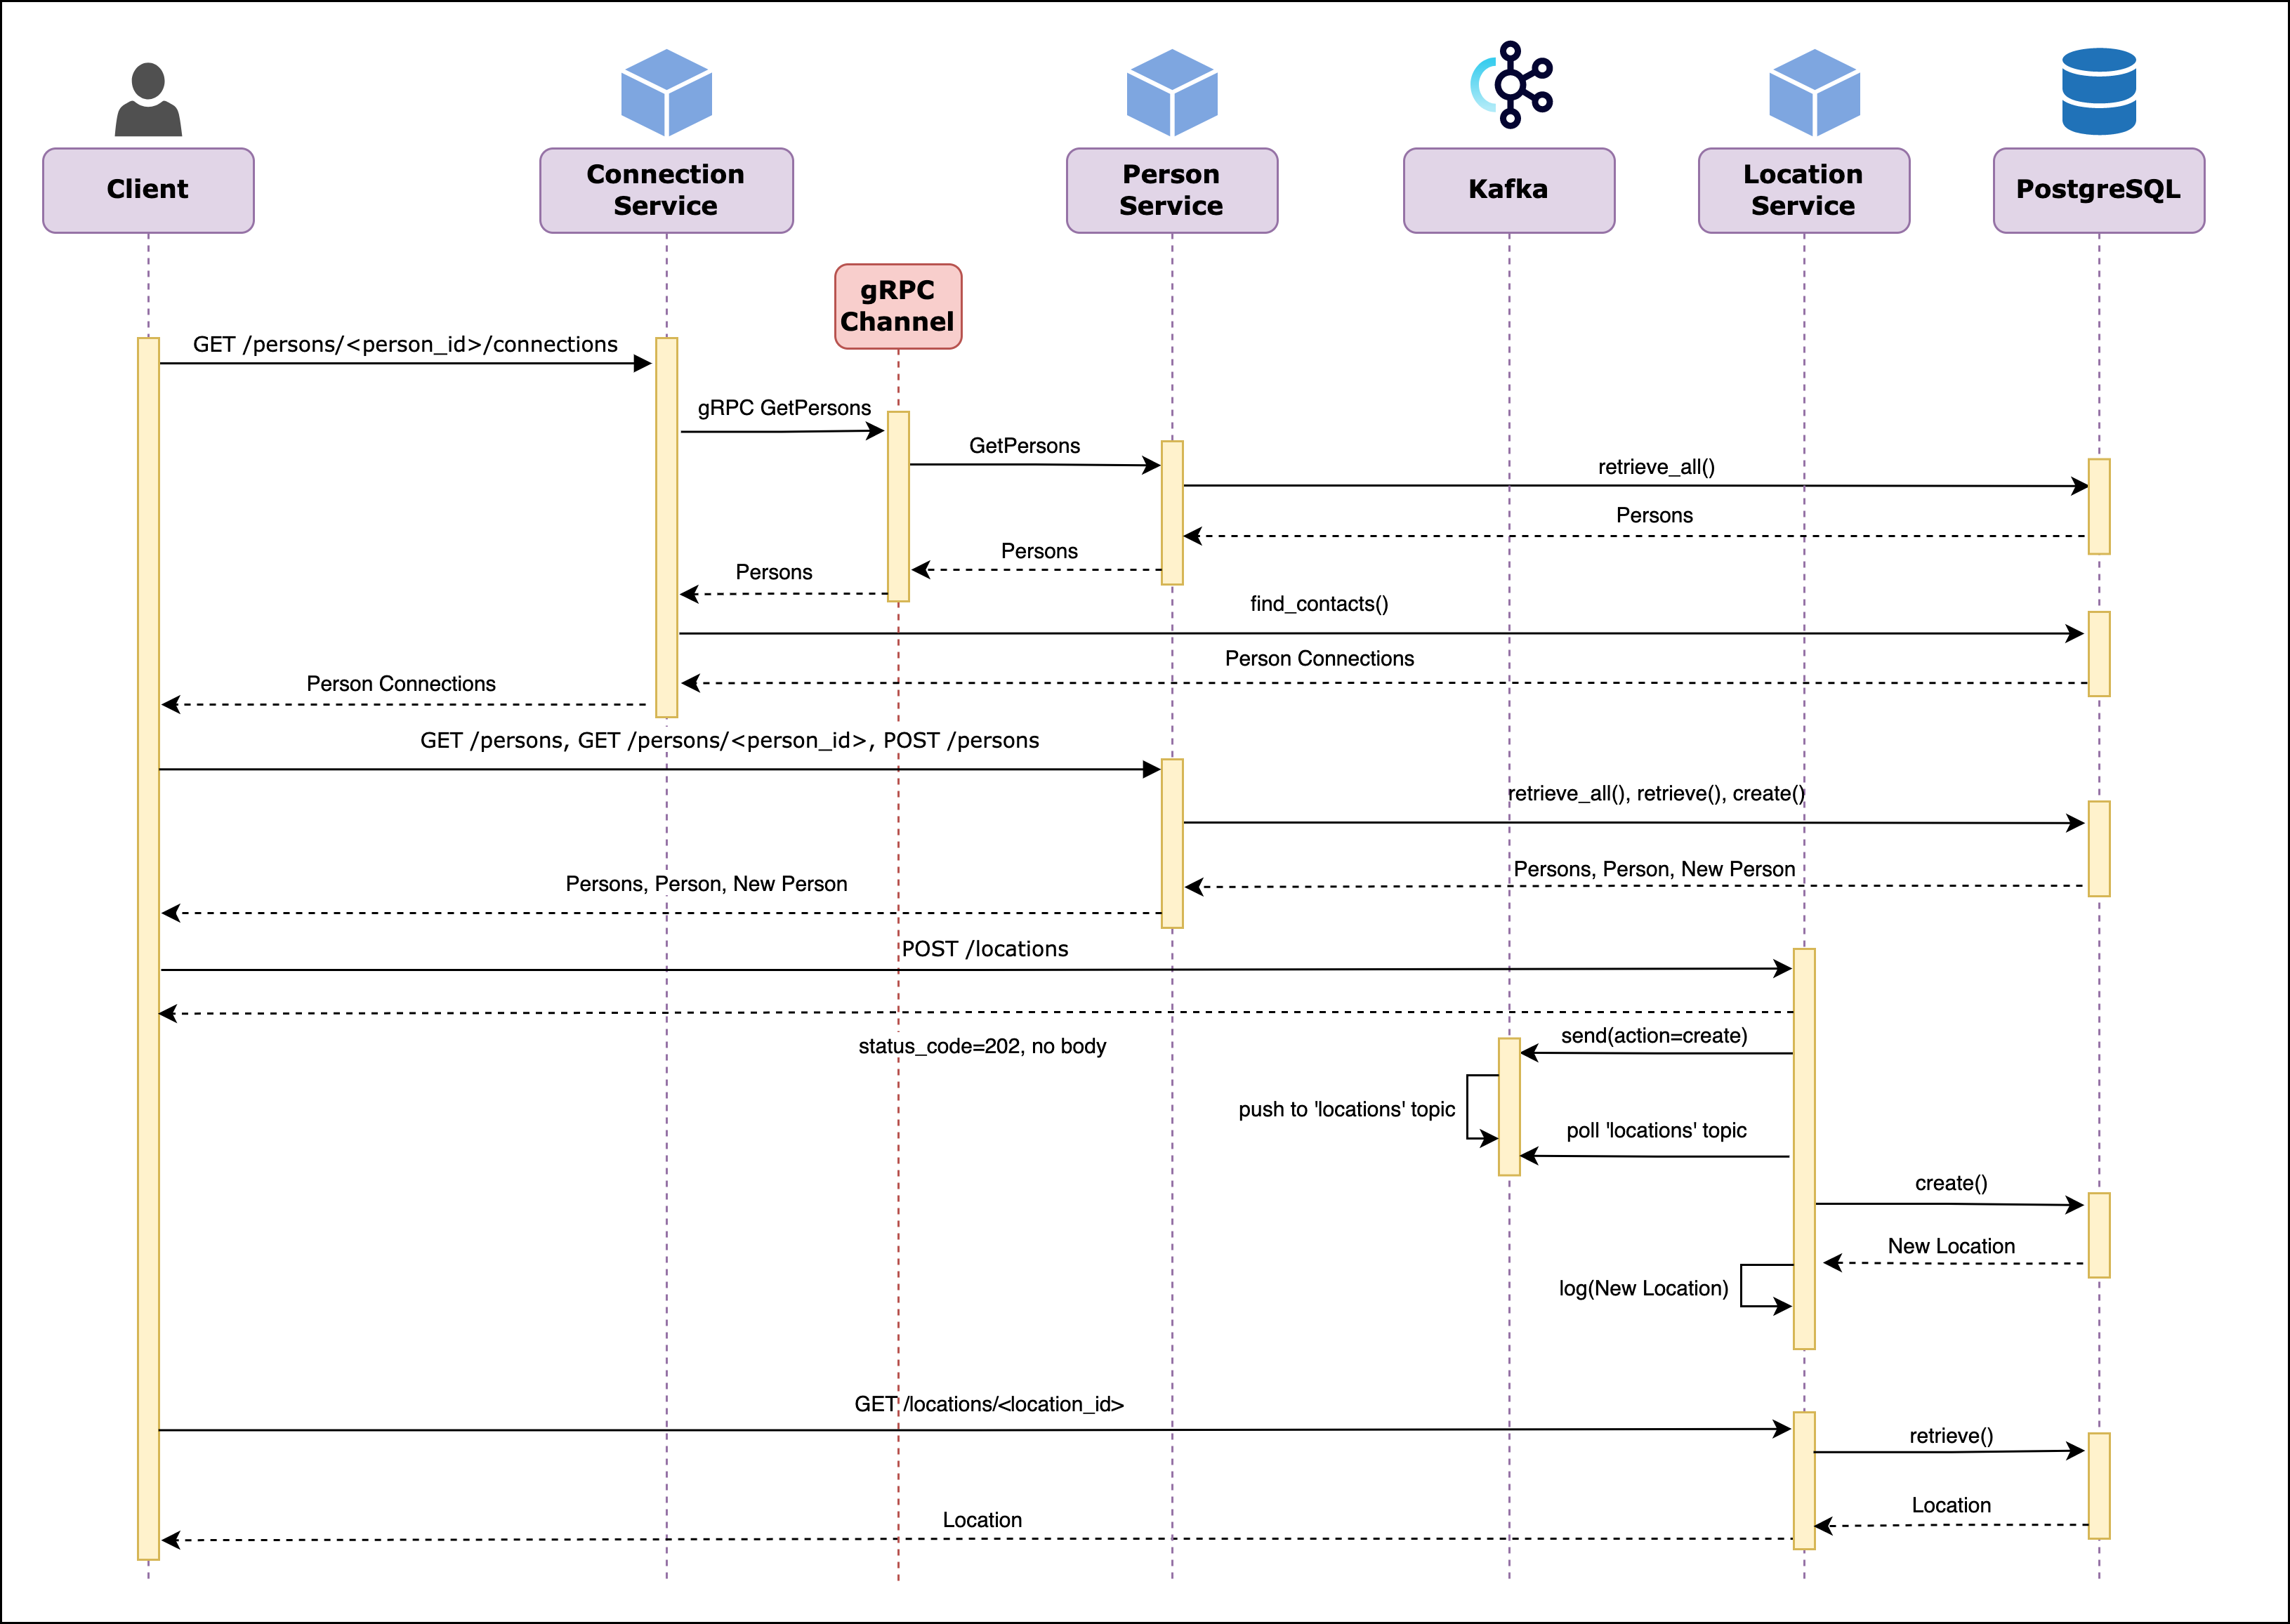 Client
Connection
Service
Person
Service
Kafka
Location
Service
PostgreSQL
gRPC
Channel
GET /persons/<person_id>/connections
gRPC GetPersons
GetPersons
retrieve_all()
Persons
Persons
Persons
find_contacts()
Person Connections
Person Connections
GET /persons, GET /persons/<person_id>, POST /persons
retrieve_all(), retrieve(), create()
Persons, Person, New Person
Persons, Person, New Person
POST /locations
status_code=202, no body
send(action=create)
push to 'locations' topic
poll 'locations' topic
create()
New Location
log(New Location)
GET /locations/<location_id>
retrieve()
Location
Location